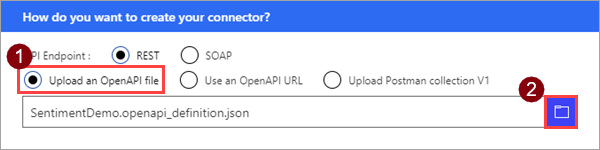 How do you want to create your connector?
1
PI Endpoint : REST SOAP
Upload an OpenAPI file Use an OpenAPI URL Upload Postman collection V1
2
SentimentDemo.openapi_definition.json